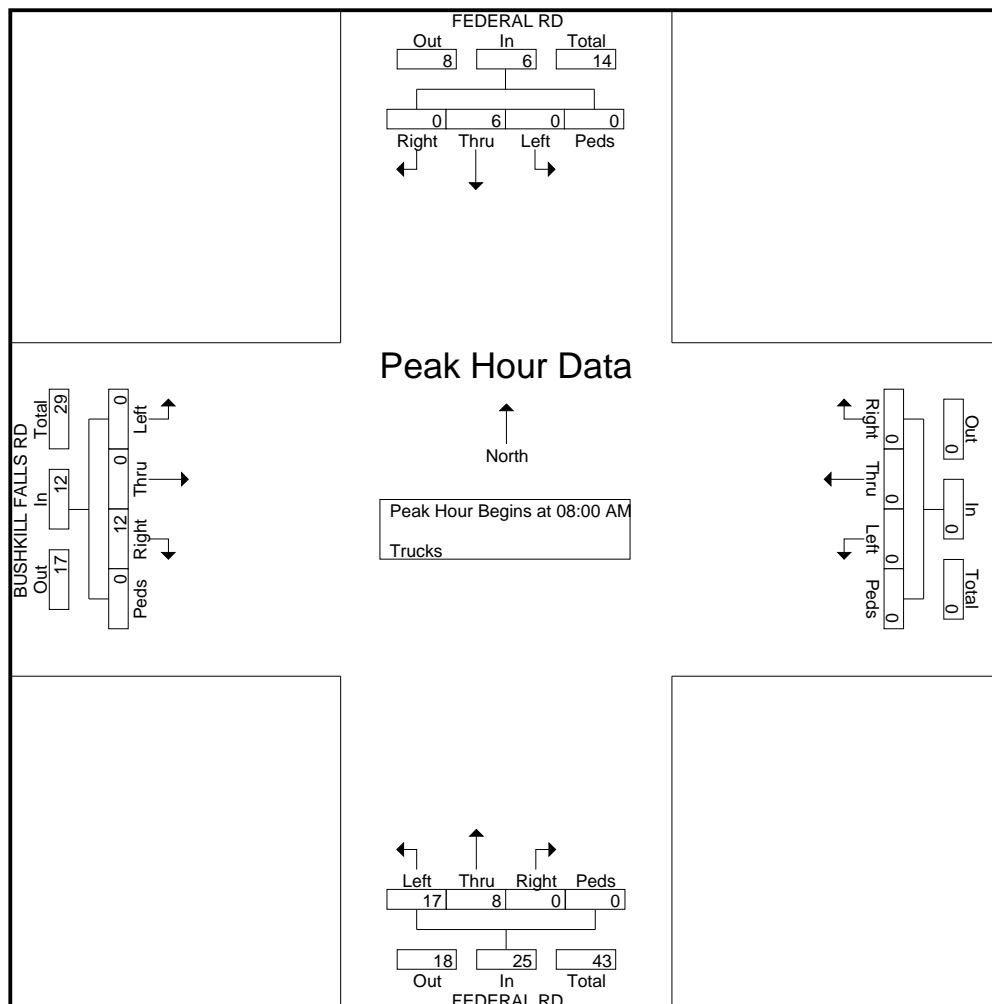 FEDERAL RD
Out In Total
8 6 14
0 6 0 0
Right Thru Left Peds
Peak Hour Data
North
Peak Hour Begins at 08:00 AM
Trucks
BUSHKILL FALLS RD
Out In Total
17 12 29
0 12 0 0
Peds Right Thru Left
Out In Total
0 0 0
0 0 0 0
Right Thru Left Peds
Left Thru Right Peds
17 8 0 0
18 25 43
Out In Total
FEDERAL RD